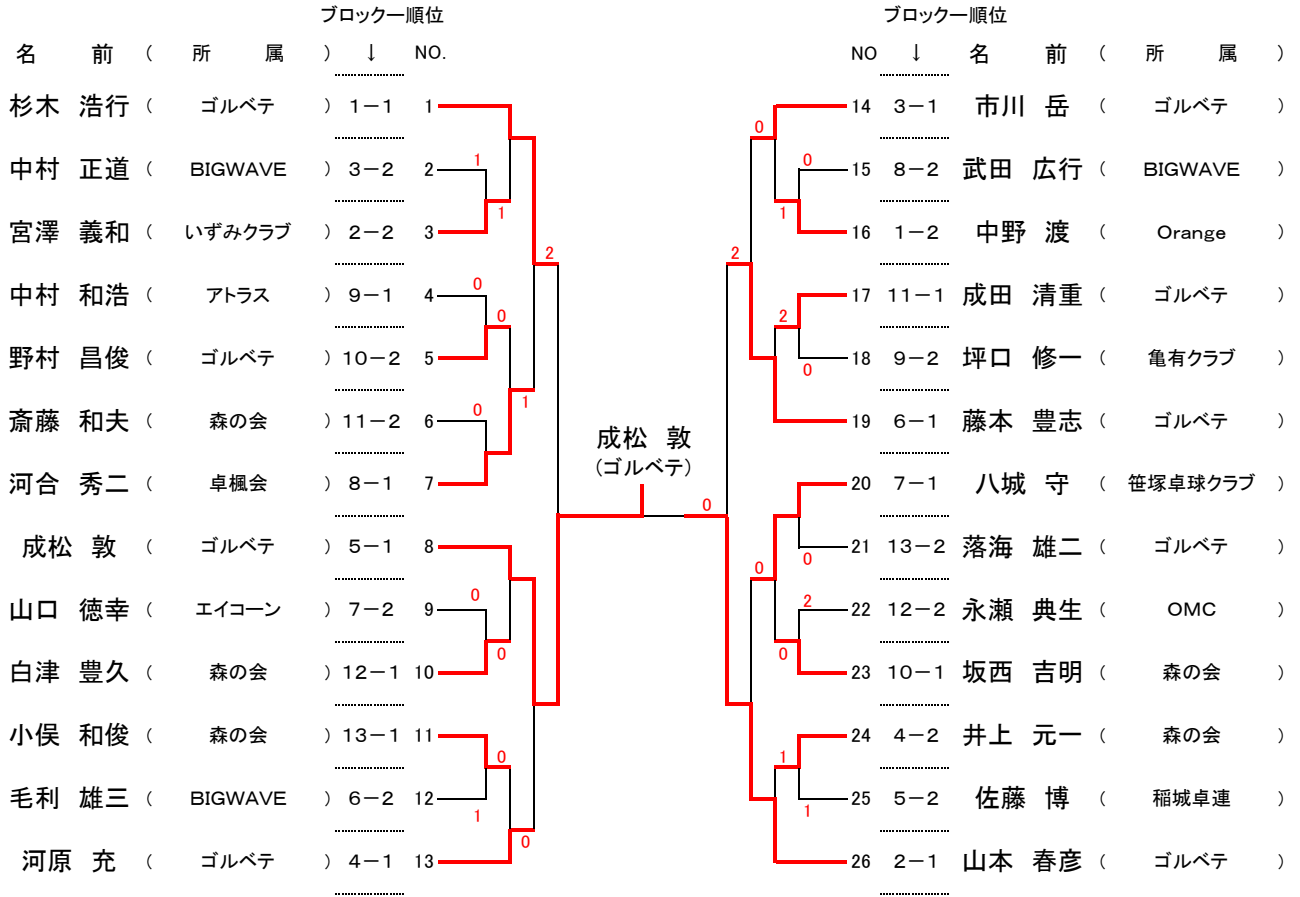 ブロックー順位 ブロックー順位
名 前 ( 所 属 ) ↓ NO. NO ↓ 名 前 ( 所 属 )
杉木 浩行 ( ゴルベテ ) 1-1 1 14 3-1 市川 岳 ( ゴルベテ )
0
中村 正道 ( BIGWAVE ) 3-2 2 1 0 15 8-2 武田 広行 ( BIGWAVE )
1 1
宮澤 義和 ( いずみクラブ ) 2-2 3 16 1-2 中野 渡 ( Orange )
2 2
中村 和浩 ( アトラス ) 9-1 4 0 17 11-1 成田 清重 ( ゴルベテ )
0 2
野村 昌俊 ( ゴルベテ ) 10-2 5 0 18 9-2 坪口 修一 ( 亀有クラブ )
1
斎藤 和夫 ( 森の会 ) 11-2 6 0 19 6-1 藤本 豊志 ( ゴルベテ )
成松 敦
(ゴルベテ)
河合 秀二 ( 卓楓会 ) 8-1 7 20 7-1 八城 守 ( 笹塚卓球クラブ )
0
成松 敦 ( ゴルベテ ) 5-1 8 0 21 13-2 落海 雄二 ( ゴルベテ )
0
山口 徳幸 ( エイコーン ) 7-2 9 0 2 22 12-2 永瀬 典生 ( OMC )
0 0
白津 豊久 ( 森の会 ) 12-1 10 23 10-1 坂西 吉明 ( 森の会 )
小俣 和俊 ( 森の会 ) 13-1 11 24 4-2 井上 元一 ( 森の会 )
0 1
毛利 雄三 ( BIGWAVE ) 6-2 12 1 1 25 5-2 佐藤 博 ( 稲城卓連 )
0
河原 充 ( ゴルベテ ) 4-1 13 26 2-1 山本 春彦 ( ゴルベテ )